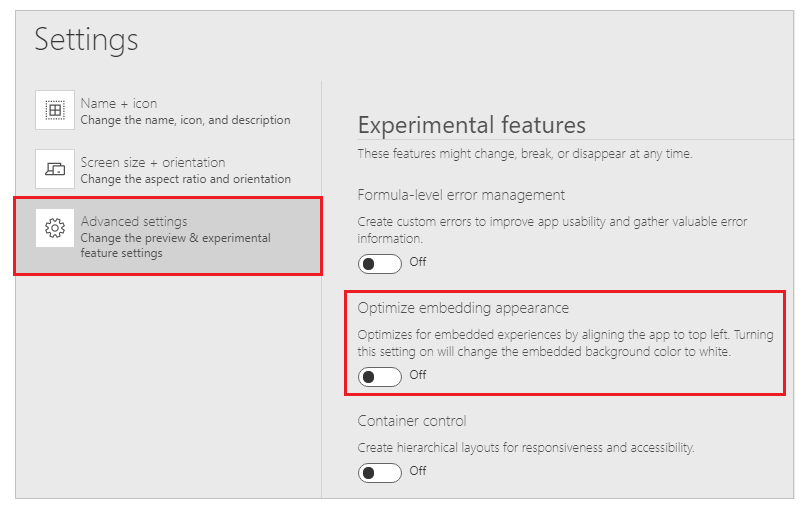 Settings
Name + icon
Change the name, icon, and description
Screen size + orientation
Change the aspect ratio and orientation
Advanced settings
Change the preview & experimental
feature settings
Experimental features
These features might change, break, or disappear at any time.
Formula-level error management
Create custom errors to improve app usability and gather valuable error
information.
Off
Optimize embedding appearance
Optimizes for embedded experiences by aligning the app to top left. Turning
this setting on will change the embedded background color to white.
Off
Container control
Create hierarchical layouts for responsiveness and accessibility.
Off